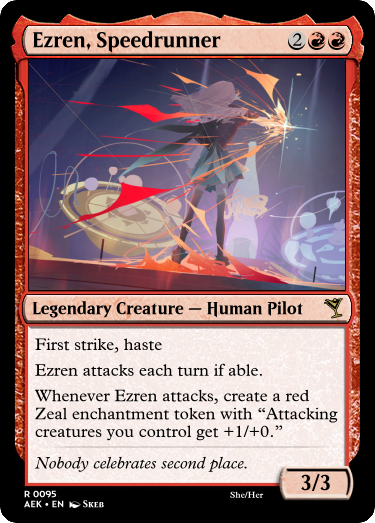 Ezren, Speedrunner 2
Legendary Creature — Human Pilot
First strike, haste
Ezren attacks each turn if able.
Whenever Ezren attacks, create a red
Zeal enchantment token with “Attacking
creatures you control get +1/+0.”
Nobody celebrates second place.
3/3
R 0095
AEK • EN Skeb
She/Her